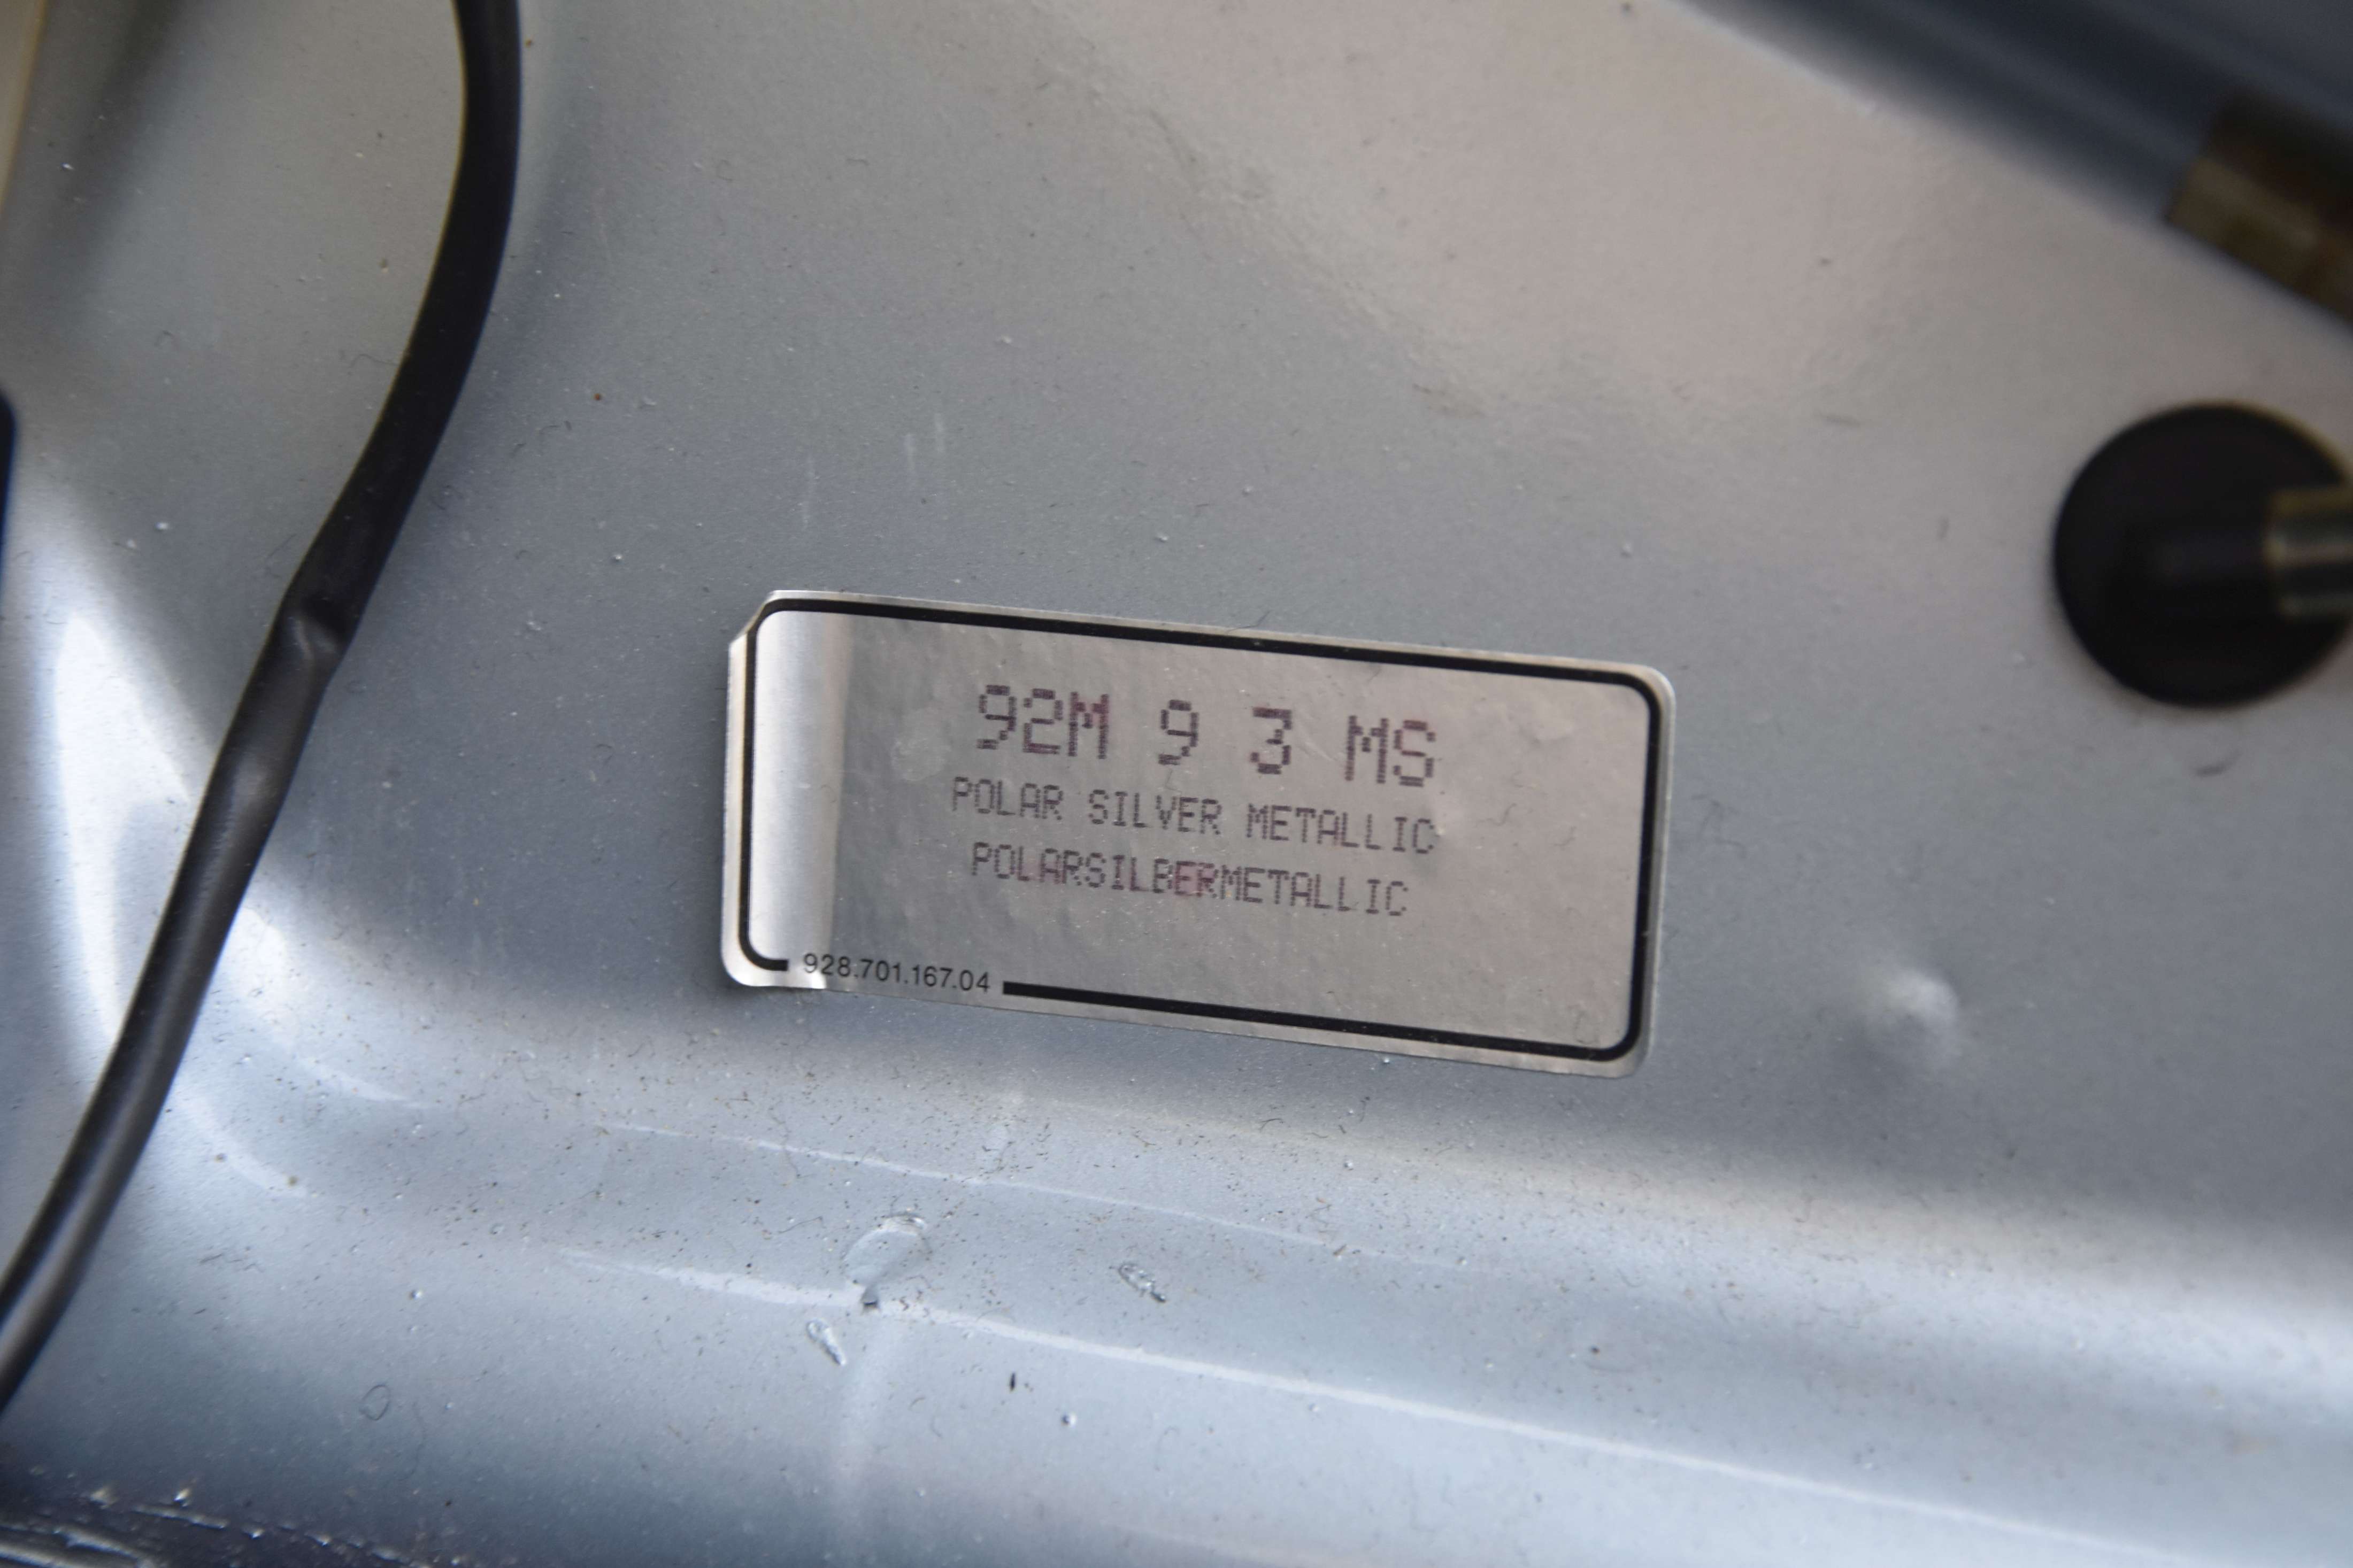 92M 9 3 MS
POLAR SILVER METALLIC
POLARSILBERMETALLIC
928.701.167.04